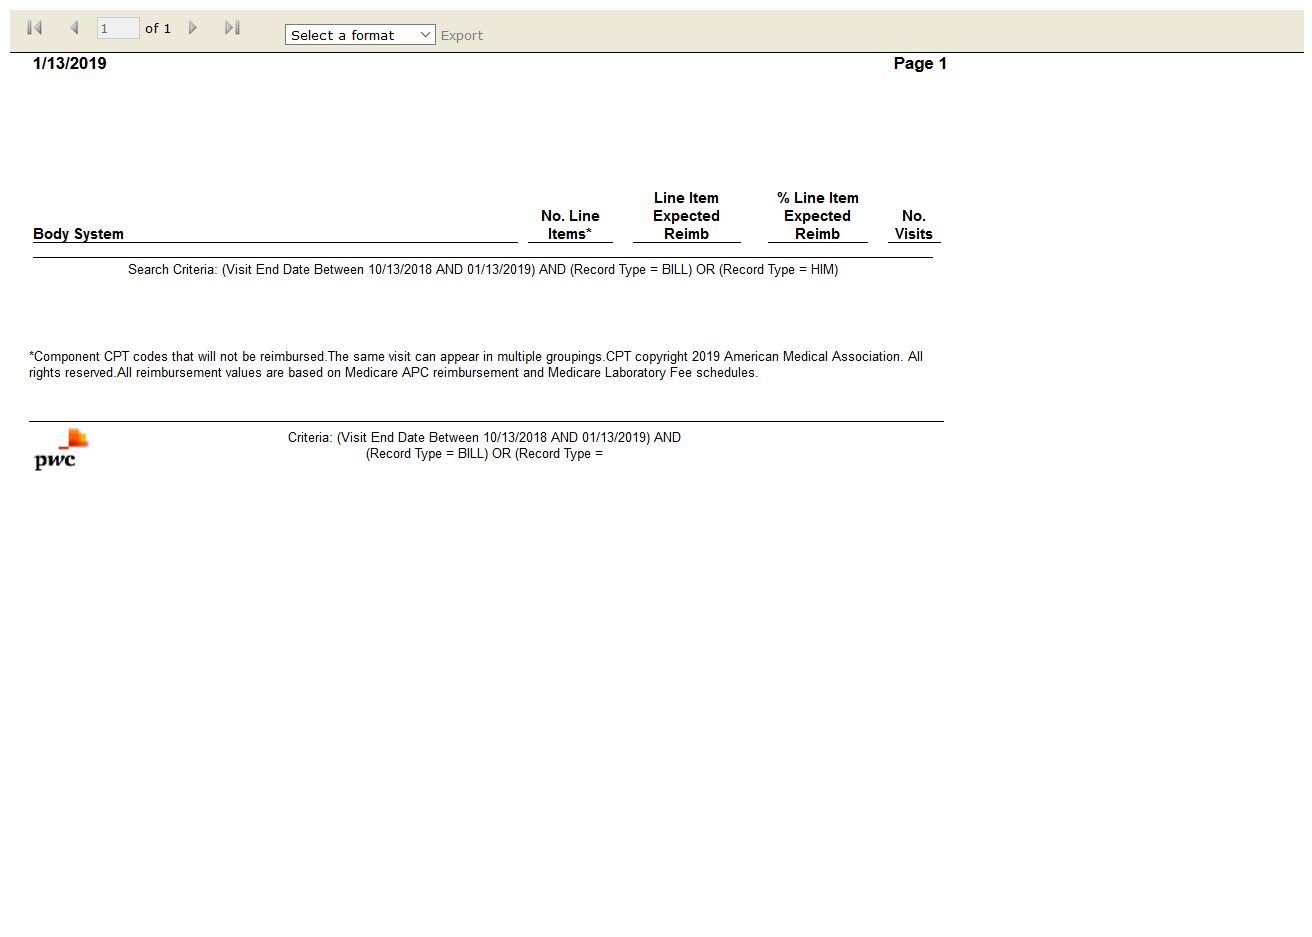 1 of 1 Select a format Export
1/13/2019 Page 1
Line Item % Line Item
No. Line Expected Expected No.
Body System Items* Reimb Reimb Visits
Search Criteria: (Visit End Date Between 10/13/2018 AND 01/13/2019) AND (Record Type = BILL) OR (Record Type = HIM)
*Component CPT codes that will not be reimbursed.The same visit can appear in multiple groupings.CPT copyright 2019 American Medical Association. All
rights reserved.All reimbursement values are based on Medicare APC reimbursement and Medicare Laboratory Fee schedules.
Criteria: (Visit End Date Between 10/13/2018 AND 01/13/2019) AND
(Record Type = BILL) OR (Record Type =
pwc